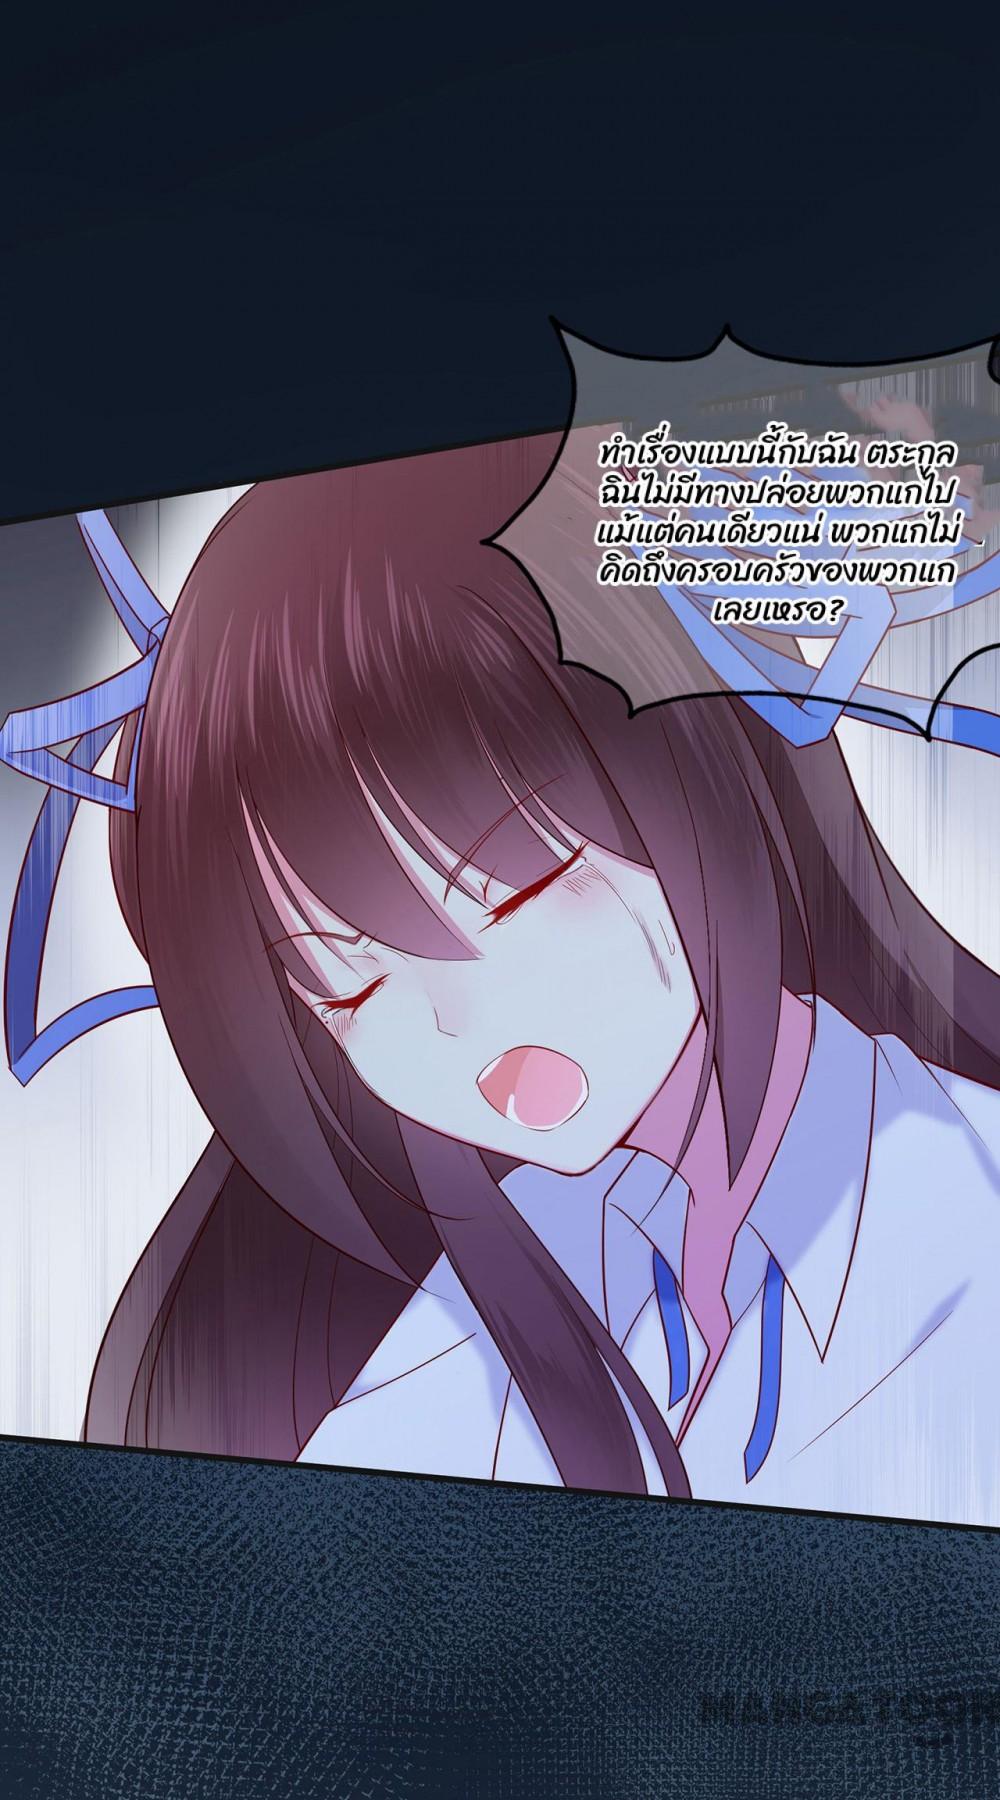 ทำเรื่องแบบนี้กับฉัน ตระกูล
ฉินไม่มีทางปล่อยพวกแกไป
แม้แต่คนเดียวแน่ พวกแกไม่
คิดถึงครอบครัวของพวกแก
เลยเหรอ?
MANGATOON